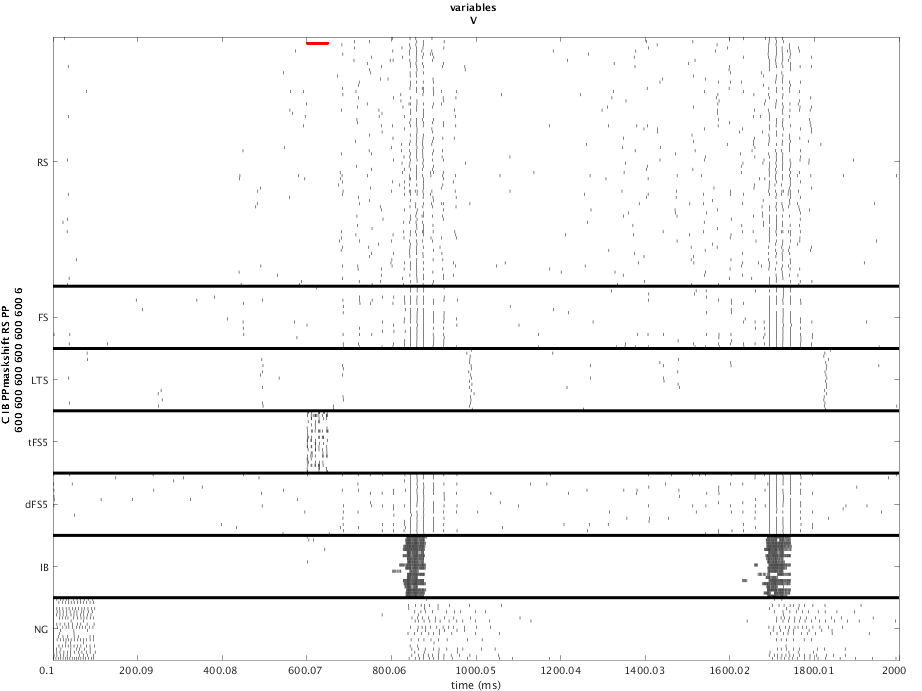 variables
V
C IB PPmaskshift RS PP
600 600 600 600 600 600 6
RS
FS
LTS
tFS5
dFS5
IB
NG
0.1 200.09 400.08 600.07 800.06 1000.05 1200.04 1400.03 1600.02 1800.01 2000
time (ms)